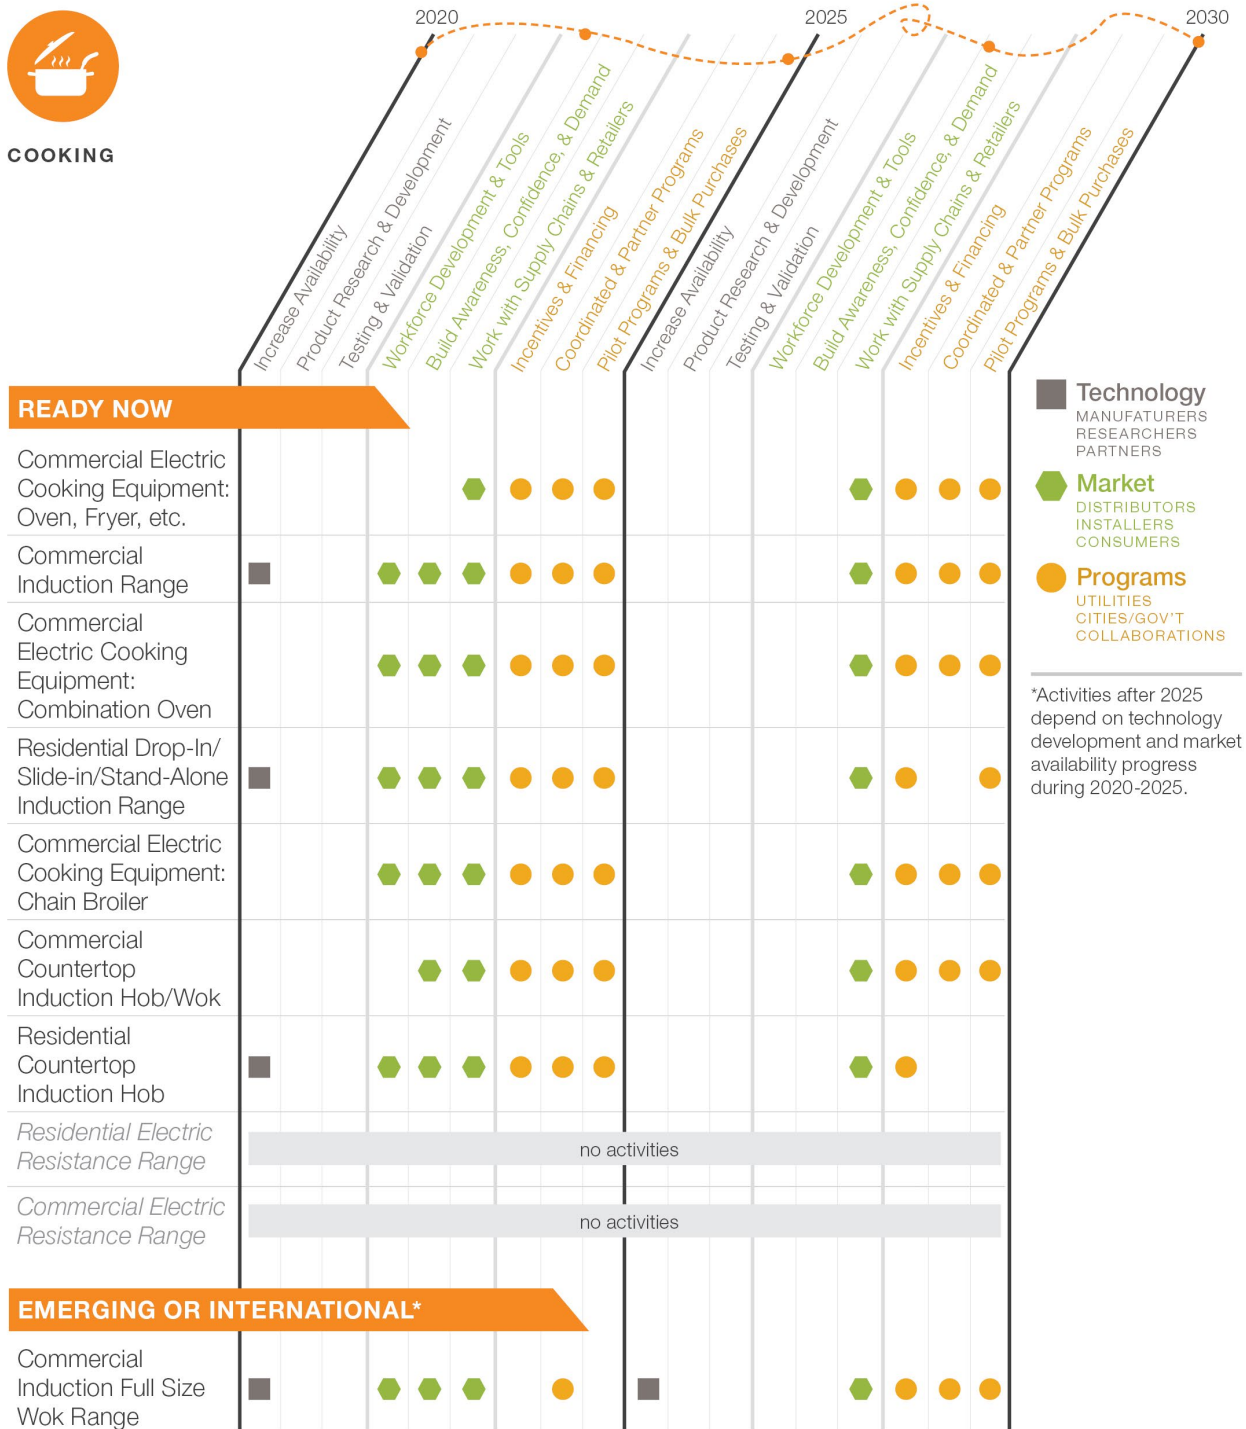 2020
2025
2030
COOKING
Increase Availability
Product Research & Development
Testing & Validation
Workforce Development & Tools
Build Awareness, Confidence, & Demand
Work with Supply Chains & Retailers
Incentives & Financing
Coordinated & Partner Programs
Pilot Programs & Bulk Purchases
Increase Availability
Product Research & Development
Testing & Validation
Workforce Development & Tools
Build Awareness, Confidence, & Demand
Work with Supply Chains & Retailers
Incentives & Financing
Coordinated & Partner Programs
Pilot Programs & Bulk Purchases
READY NOW
Commercial Electric
Cooking Equipment:
Oven, Fryer, etc.
Commercial
Induction Range
Commercial
Electric Cooking
Equipment:
Combination Oven
Residential Drop-In/
Slide-in/Stand-Alone
Induction Range
Commercial Electric
Cooking Equipment:
Chain Broiler
Commercial
Countertop
Induction Hob/Wok
Residential
Countertop
Induction Hob
Residential Electric
Resistance Range
no activities
Commercial Electric
Resistance Range
no activities
EMERGING OR INTERNATIONAL*
Commercial
Induction Full Size
Wok Range
Technology
MANUFATURERS
RESEARCHERS
PARTNERS
Market
DISTRIBUTORS
INSTALLERS
CONSUMERS
Programs
UTILITIES
CITIES/GOV'T
COLLABORATIONS
*Activities after 2025
depend on technology
development and market
availability progress
during 2020-2025.